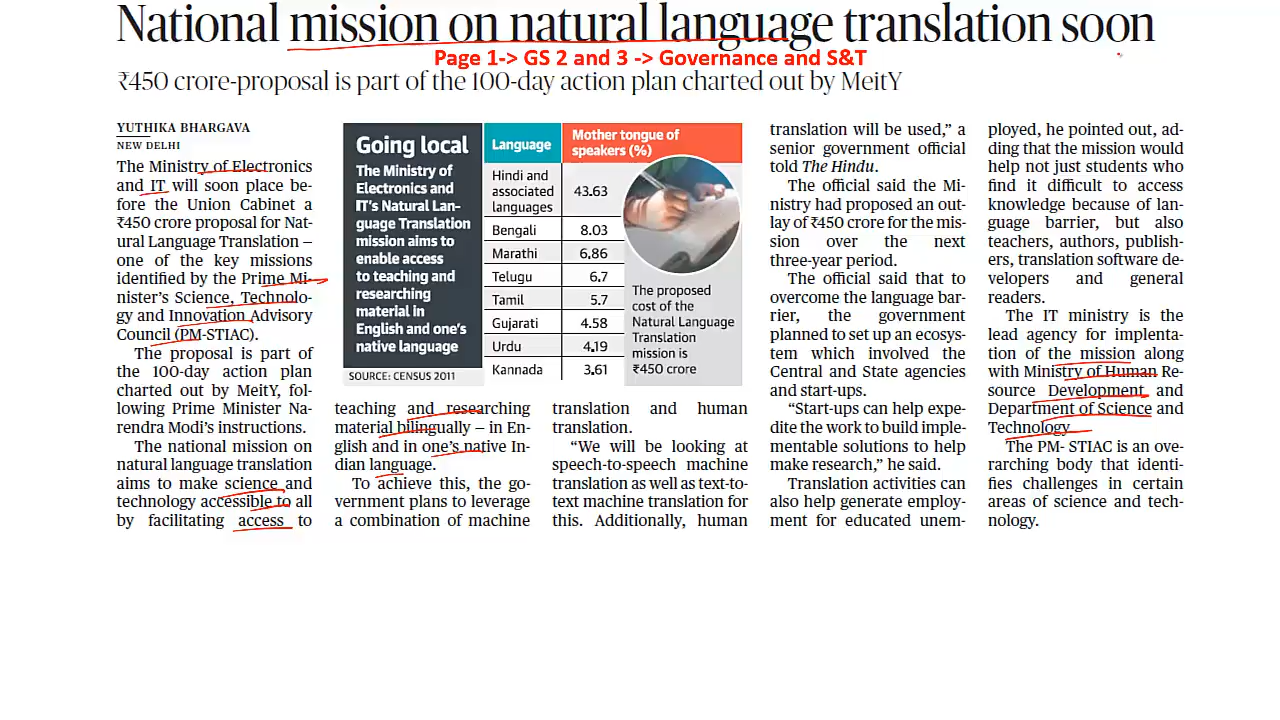 National mission on natural language translation soon
Page 1-> GS 2 and 3 -> Governance and S&T
₹450 crore-proposal is part of the 100-day action plan charted out by MeitY
YUTHIKA BHARGAVA
NEW DELHI
The Ministry of Electronics
and IT will soon place be-
fore the Union Cabinet a
₹450 crore proposal for Nat-
ural Language Translation –
one of the key missions
identified by the Prime Mi-
nister’s Science, Technolo-
gy and Innovation Advisory
Council (PM-STIAC).
The proposal is part of
the 100-day action plan
charted out by MeitY, fol-
lowing Prime Minister Na-
rendra Modi’s instructions.
The national mission on
natural language translation
aims to make science and
technology accessible to all
by facilitating access to
Going local
The Ministry of
Electronics and
IT’s Natural Lan-
guage Translation
mission aims to
enable access
to teaching and
researching
material in
English and one’s
native language
SOURCE: CENSUS 2011
Language
Mother tongue of
speakers (%)
Hindi and
associated
languages
43.63
Bengali 8.03
Marathi 6.86
Telugu 6.7
Tamil 5.7
Gujarati 4.58
Urdu 4.19
Kannada 3.61
The proposed
cost of the
Natural Language
Translation
mission is
₹450 crore
teaching and researching
material bilingually – in En-
glish and in one’s native In-
dian language.
To achieve this, the go-
vernment plans to leverage
a combination of machine
translation and human
translation.
“We will be looking at
speech-to-speech machine
translation as well as text-to-
text machine translation for
this. Additionally, human
translation will be used,” a
senior government official
told The Hindu.
The official said the Mi-
nistry had proposed an out-
lay of ₹450 crore for the mis-
sion over the next
three-year period.
The official said that to
overcome the language bar-
rier, the government
planned to set up an ecosys-
tem which involved the
Central and State agencies
and start-ups.
“Start-ups can help expe-
dite the work to build imple-
mentable solutions to help
make research,” he said.
Translation activities can
also help generate employ-
ment for educated unem-
ployed, he pointed out, ad-
ding that the mission would
help not just students who
find it difficult to access
knowledge because of lan-
guage barrier, but also
teachers, authors, publish-
ers, translation software de-
velopers and general
readers.
The IT ministry is the
lead agency for implenta-
tion of the mission along
with Ministry of Human Re-
source Development and
Department of Science and
Technology.
The PM- STIAC is an ove-
rarching body that identi-
fies challenges in certain
areas of science and tech-
nology.